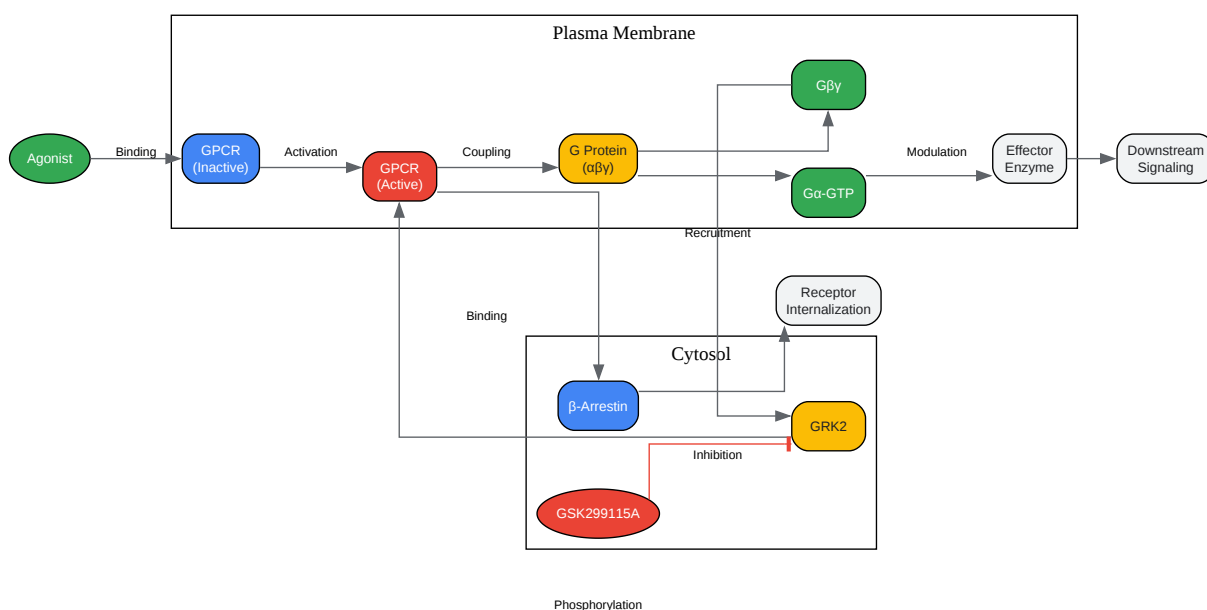 Plasma Membrane
Gβγ
Agonist
Binding
GPCR
(Inactive)
Activation
GPCR
(Active)
Coupling
G Protein
(αβγ)
Gα-GTP
Modulation
Effector
Enzyme
Downstream
Signaling
Recruitment
Receptor
Internalization
Binding
Cytosol
β-Arrestin
GRK2
Inhibition
GSK299115A
Phosphorylation